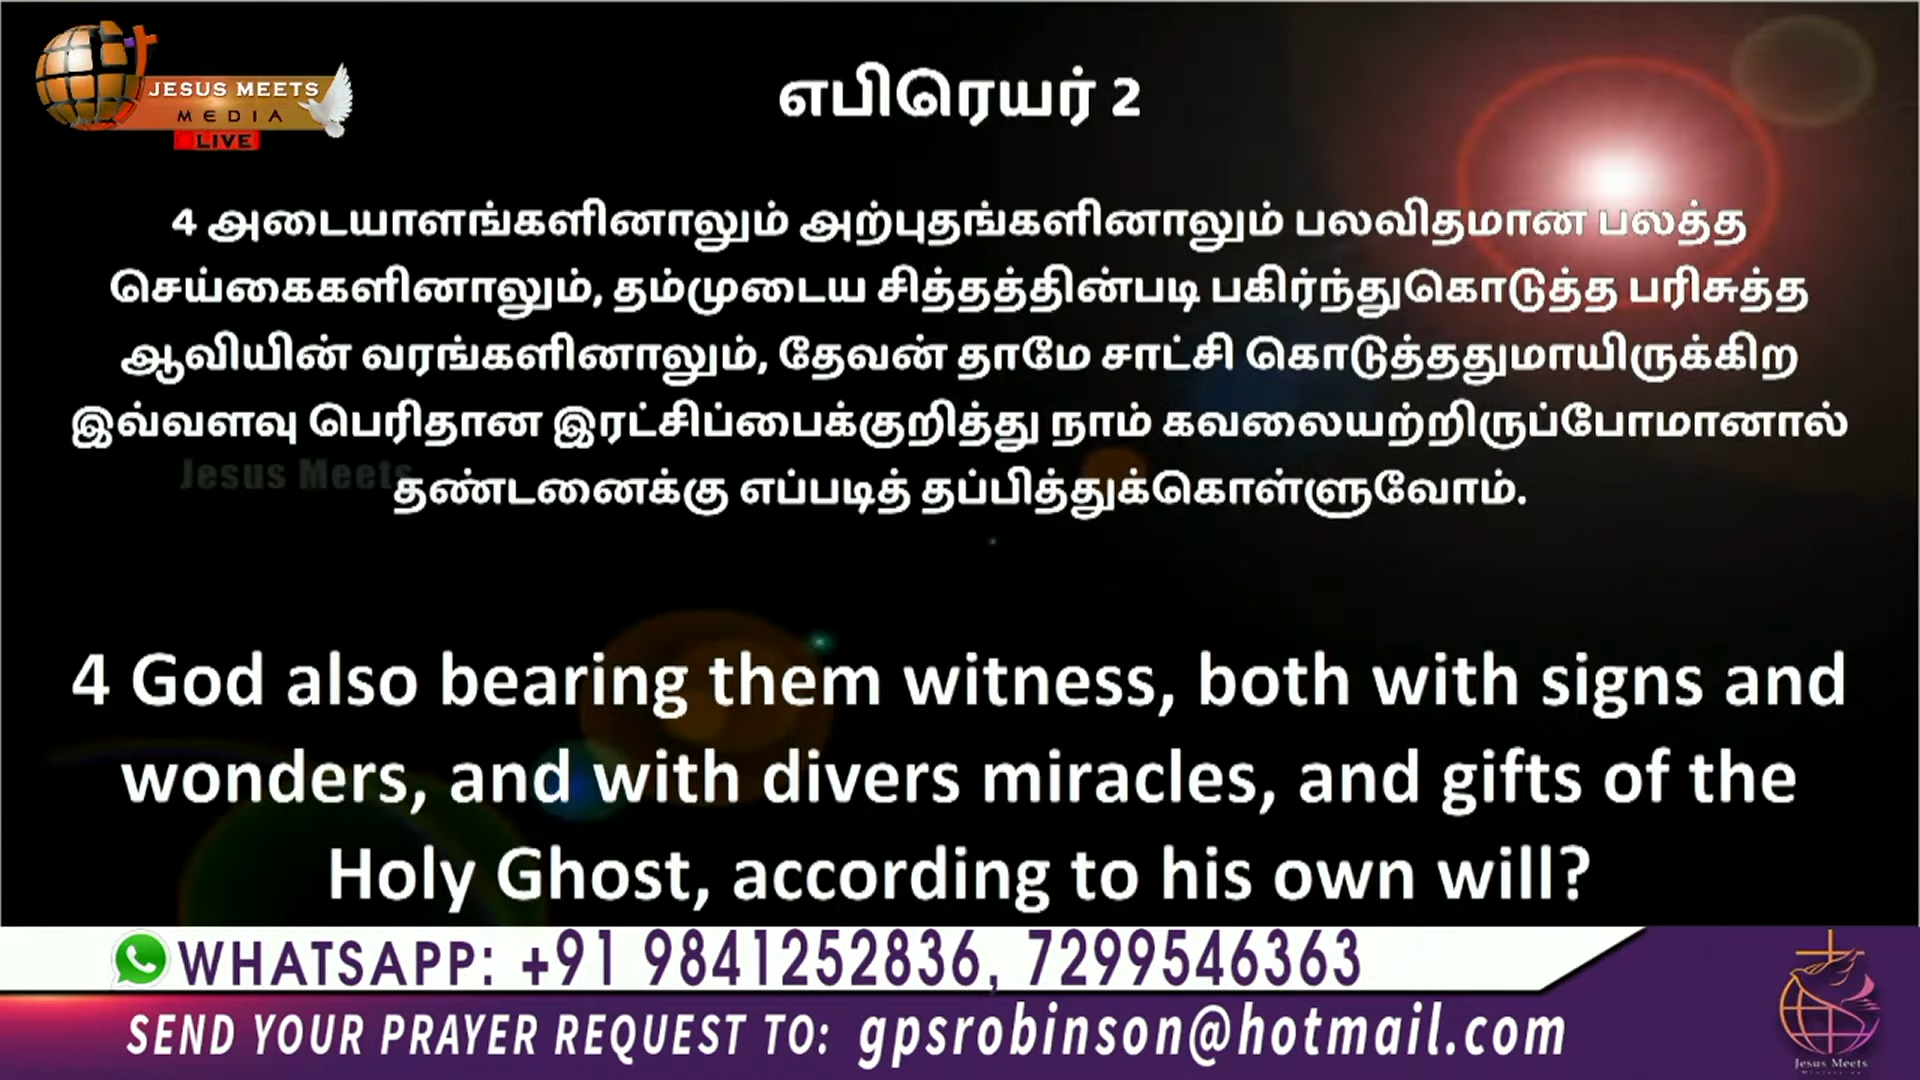 JESUS MEETS
MEDIA
LIVE
எபிரெயர் 2
4 அடையாளங்களினாலும் அற்புதங்களினாலும் பலவிதமான பலத்த
செய்கைகளினாலும், தம்முடைய சித்தத்தின்படி பகிர்ந்துகொடுத்த பரிசுத்த
ஆவியின் வரங்களினாலும், தேவன் தாமே சாட்சி கொடுத்ததுமாயிருக்கிற
இவ்வளவு பெரிதான இரட்சிப்பைக்குறித்து நாம் கவலையற்றிருப்போமானால்
Jesus Meets
தண்டனைக்கு எப்படித் தப்பித்துக்கொள்ளுவோம்.
4 God also bearing them witness, both with signs and
wonders, and with divers miracles, and gifts of the
Holy Ghost, according to his own will?
WHATSAPP: +91 9841252836, 7299546363
SEND YOUR PRAYER REQUEST TO: gpsrobinson@hotmail.com
Jesus Meets